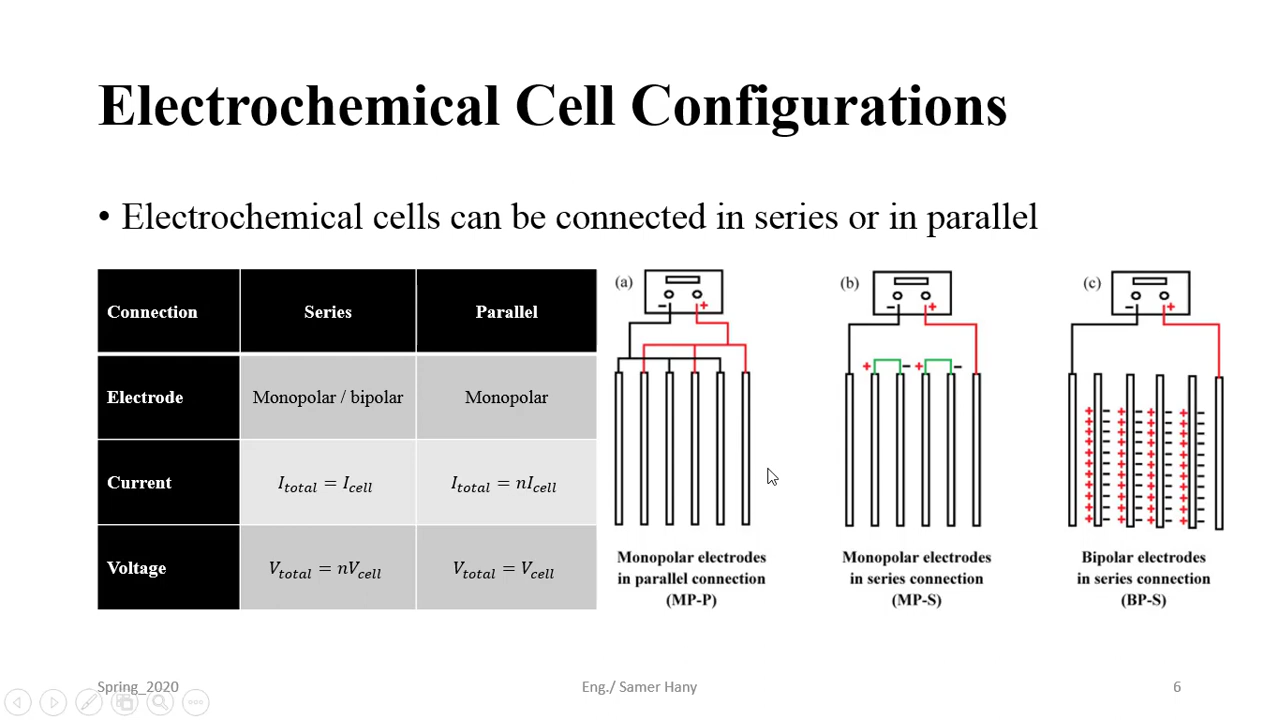 Electrochemical Cell Configurations
• Electrochemical cells can be connected in series or in parallel
Connection Series Parallel
Electrode Monopolar / bipolar Monopolar
Current I_total = I_cell I_total = nI_cell
Voltage V_total = nV_cell V_total = V_cell
(a)
− +
Monopolar electrodes
in parallel connection
(MP-P)
(b)
− +
+ − + −
Monopolar electrodes
in series connection
(MP-S)
(c)
− +
+ − + − + − + −
+ − + − + − + −
+ − + − + − + −
+ − + − + − + −
+ − + − + − + −
+ − + − + − + −
+ − + − + − + −
+ − + − + − + −
+ − + − + − + −
+ − + − + − + −
+ − + − + − + −
Bipolar electrodes
in series connection
(BP-S)
Spring_2020 Eng./ Samer Hany 6